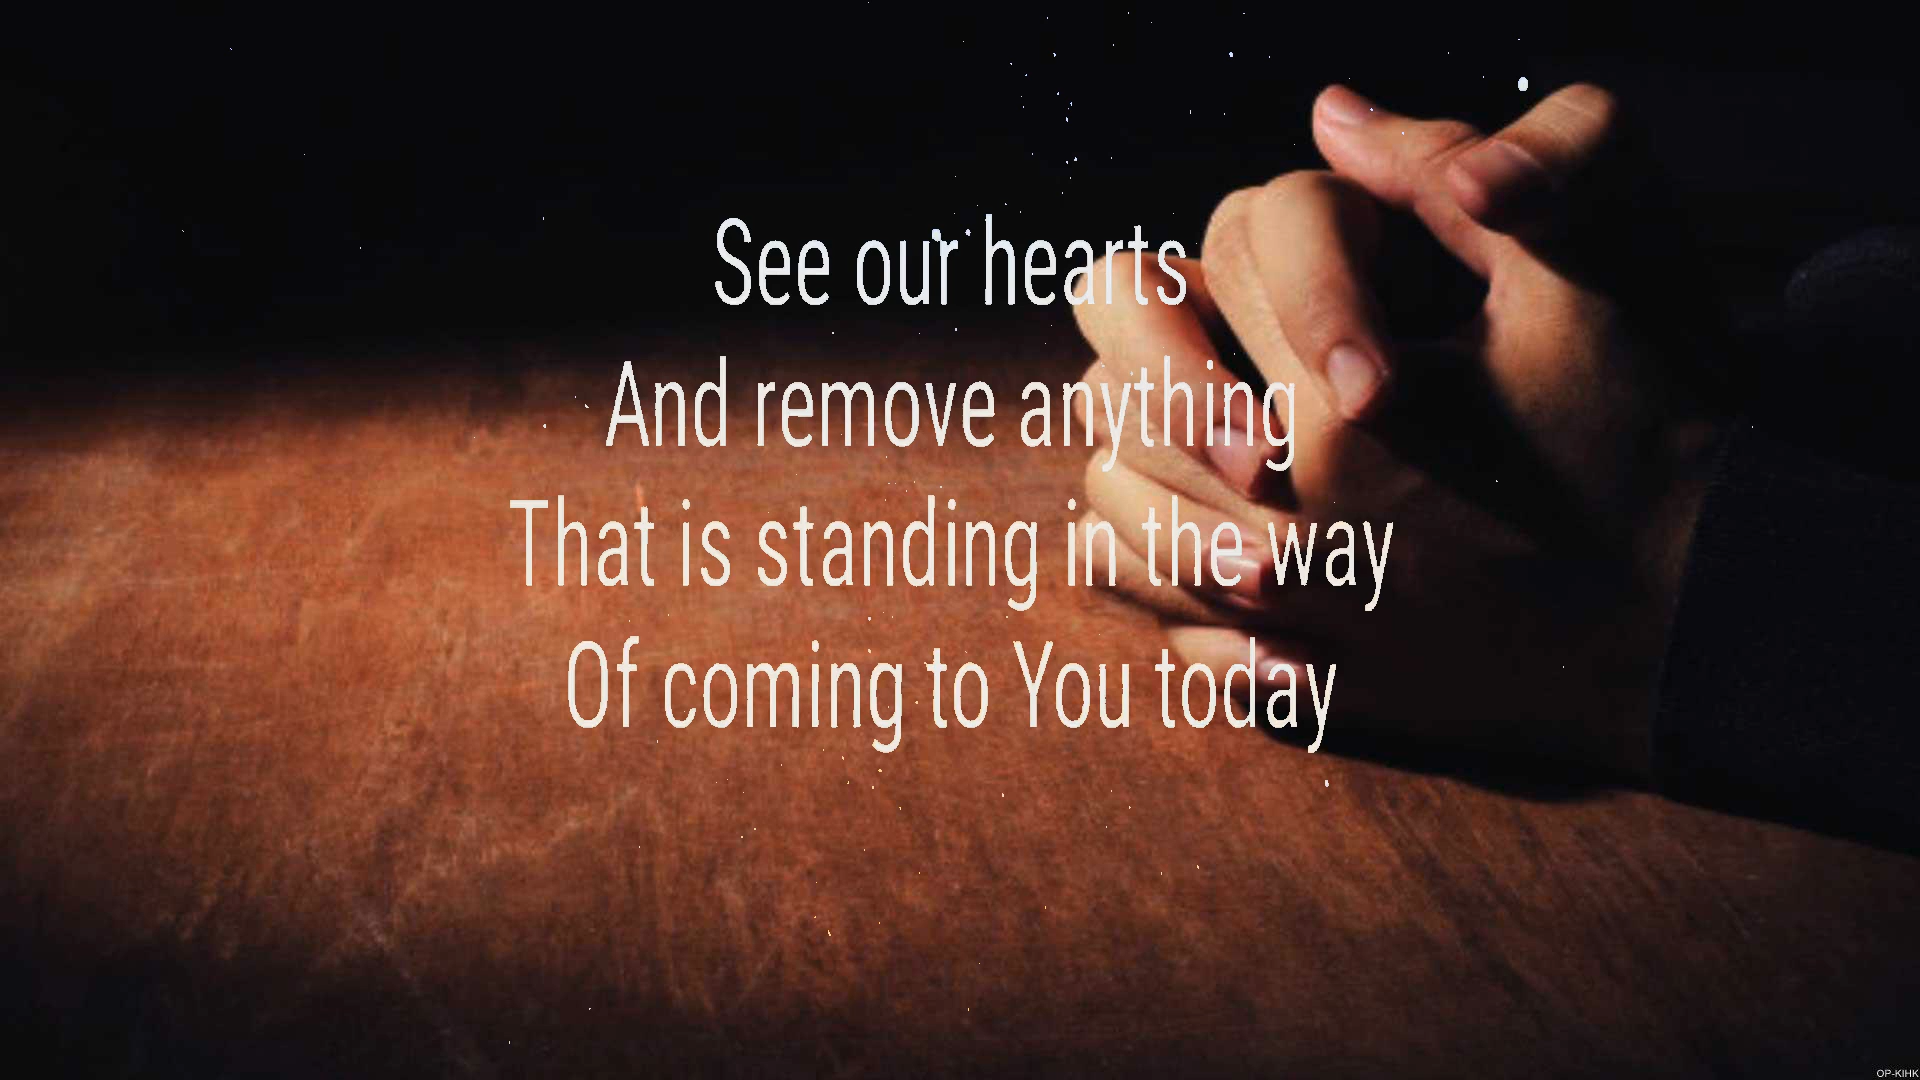 See our hearts
And remove anything
That is standing in the way
Of coming to You today
OP-KIHK